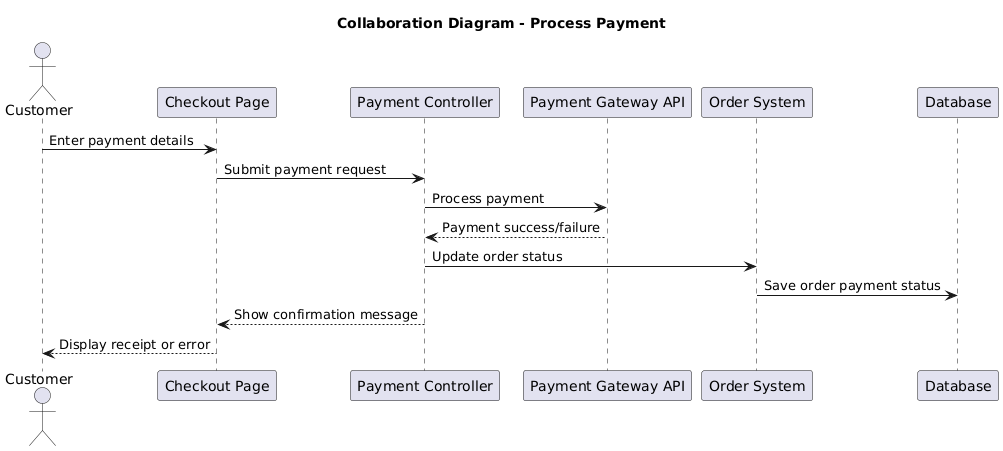 Collaboration Diagram - Process Payment
Customer
Checkout Page
Payment Controller
Payment Gateway API
Order System
Database
Enter payment details
Submit payment request
Process payment
Payment success/failure
Update order status
Save order payment status
Show confirmation message
Display receipt or error
Customer
Checkout Page
Payment Controller
Payment Gateway API
Order System
Database